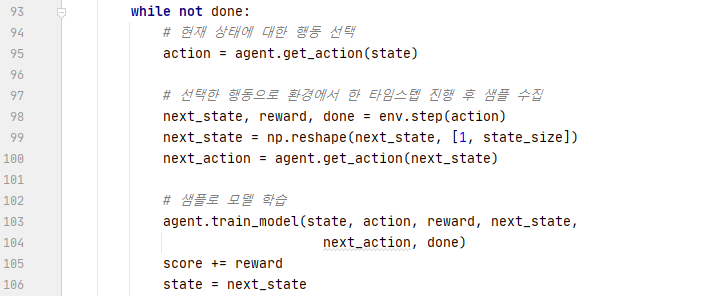 93 while not done:
94 # 현재 상태에 대한 행동 선택
95 action = agent.get_action(state)
96
97 # 선택한 행동으로 환경에서 한 타임스텝 진행 후 샘플 수집
98 next_state, reward, done = env.step(action)
99 next_state = np.reshape(next_state, [1, state_size])
100 next_action = agent.get_action(next_state)
101
102 # 샘플로 모델 학습
103 agent.train_model(state, action, reward, next_state,
104 next_action, done)
105 score += reward
106 state = next_state